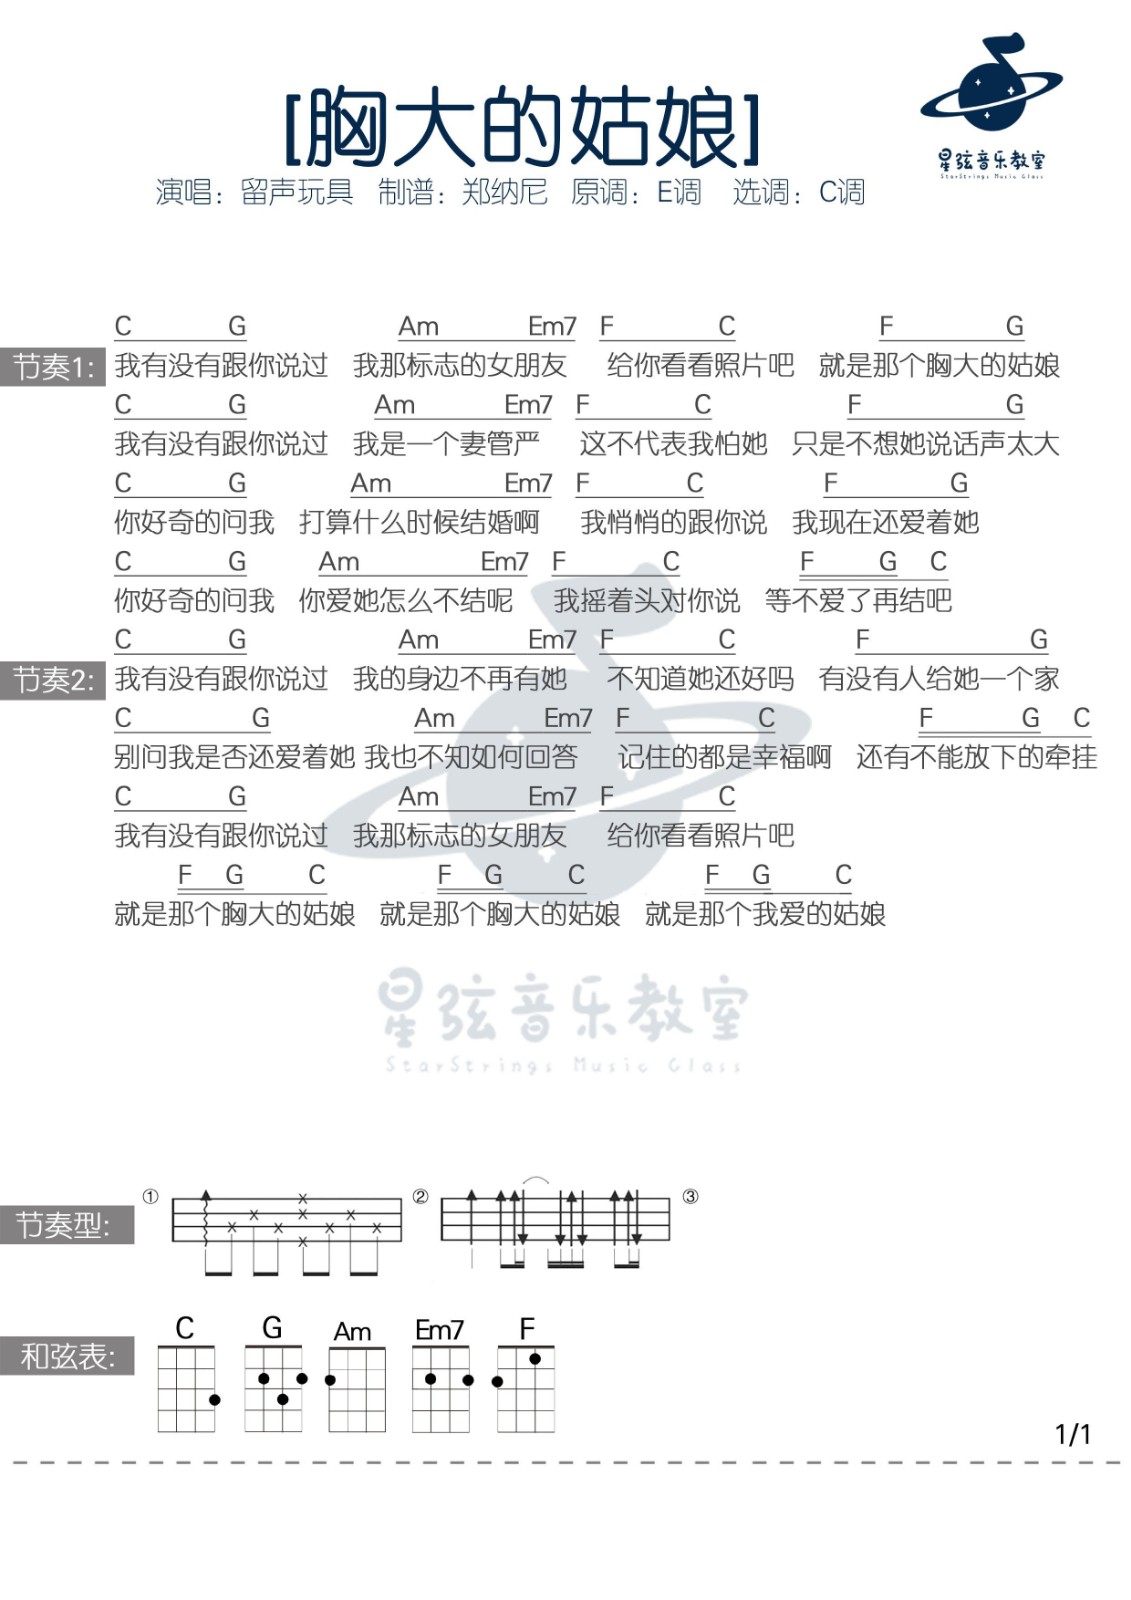 [胸大的姑娘]
星弦音乐教室
StarStrings Music Class
演唱：留声玩具 制谱：郑纳尼 原调：E调 选调：C调
C G Am Em7 F C F G
节奏1: 我有没有跟你说过 我那标志的女朋友 给你看看照片吧 就是那个胸大的姑娘
C G Am Em7 F C F G
我有没有跟你说过 我是一个妻管严 这不代表我怕她 只是不想她说话声太大
C G Am Em7 F C F G
你好奇的问我 打算什么时候结婚啊 我悄悄的跟你说 我现在还爱着她
C G Am Em7 F C F G C
你好奇的问我 你爱她怎么不结呢 我摇着头对你说 等不爱了再结吧
C G Am Em7 F C F G
节奏2: 我有没有跟你说过 我的身边不再有她 不知道她还好吗 有没有人给她一个家
C G Am Em7 F C F G C
别问我是否还爱着她 我也不知如何回答 记住的都是幸福啊 还有不能放下的牵挂
C G Am Em7 F C
我有没有跟你说过 我那标志的女朋友 给你看看照片吧
F G C F G C F G C
就是那个胸大的姑娘 就是那个胸大的姑娘 就是那个我爱的姑娘
星弦音乐教室
StarStrings Music Class
节奏型: ① ② ③
C G Am Em7 F
和弦表:
1/1